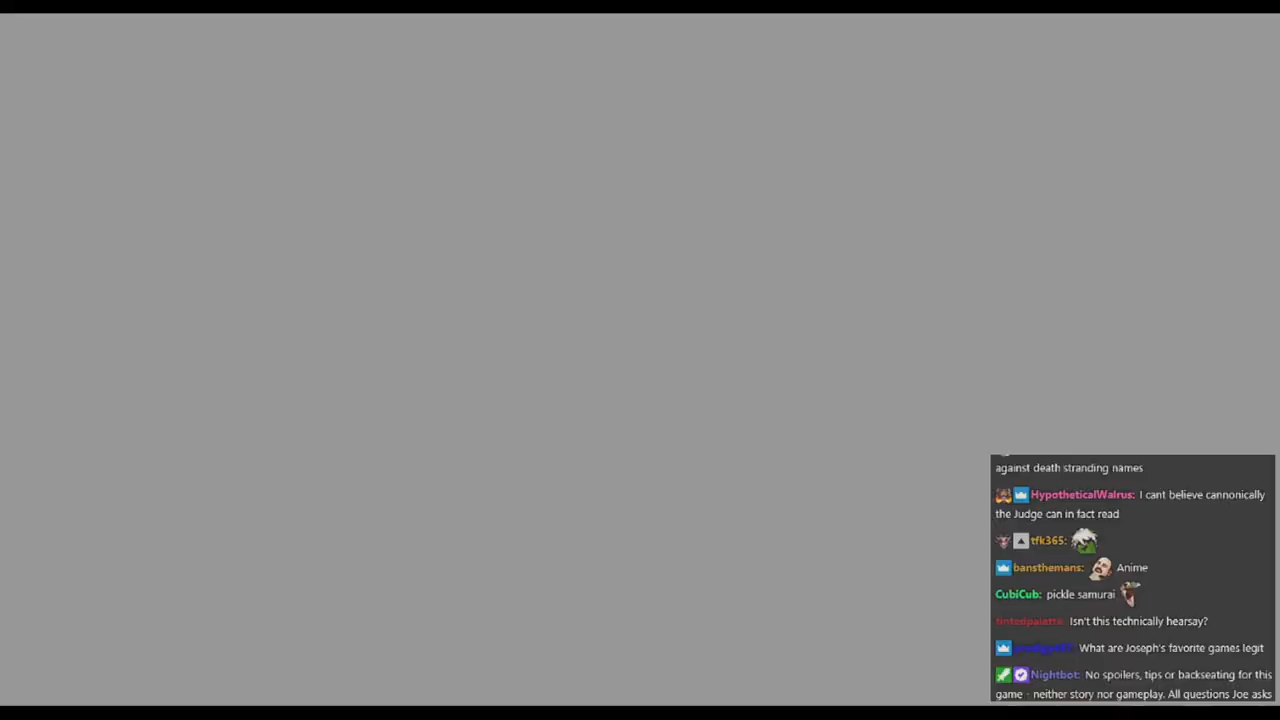 against death stranding names
HypotheticalWalrus: I cant believe cannonically
the Judge can in fact read
tfk365:
bansthemans: Anime
CubiCub: pickle samurai
tintedpalette: Isn't this technically hearsay?
What are Joseph's favorite games legit
Nightbot: No spoilers, tips or backseating for this
game - neither story nor gameplay. All questions Joe asks